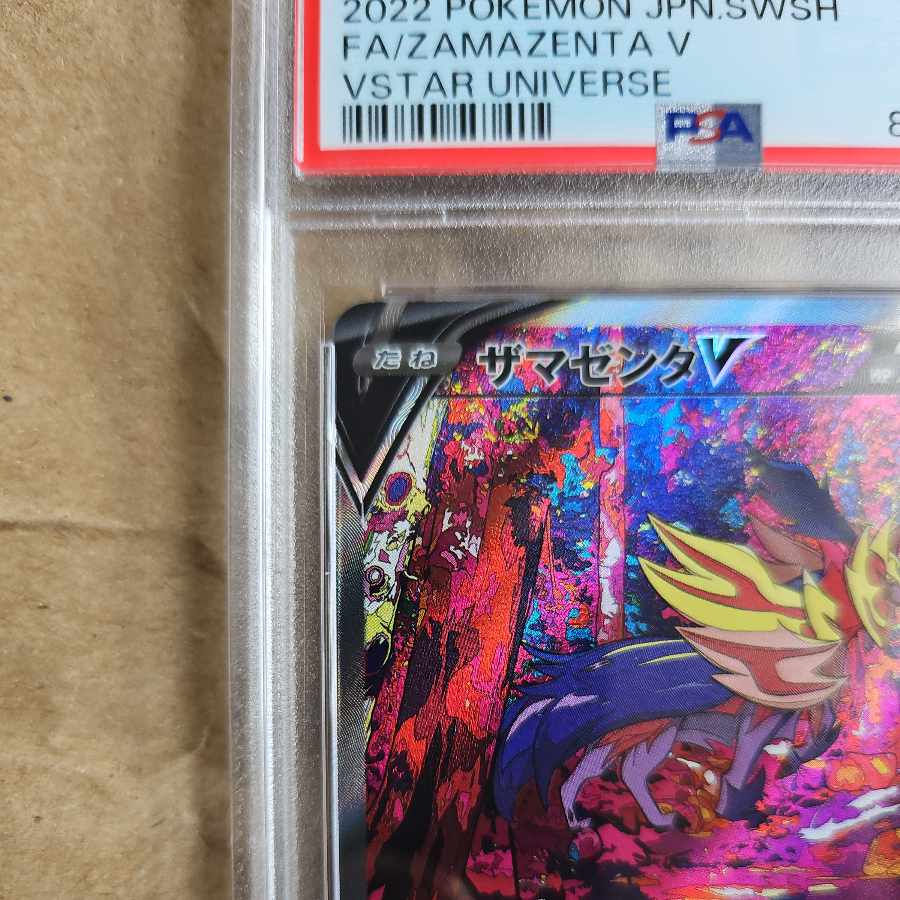 2022 POKEMON JPN.SWSH
FA/ZAMAZENTA V
VSTAR UNIVERSE
PSA
たね ザマゼンタV